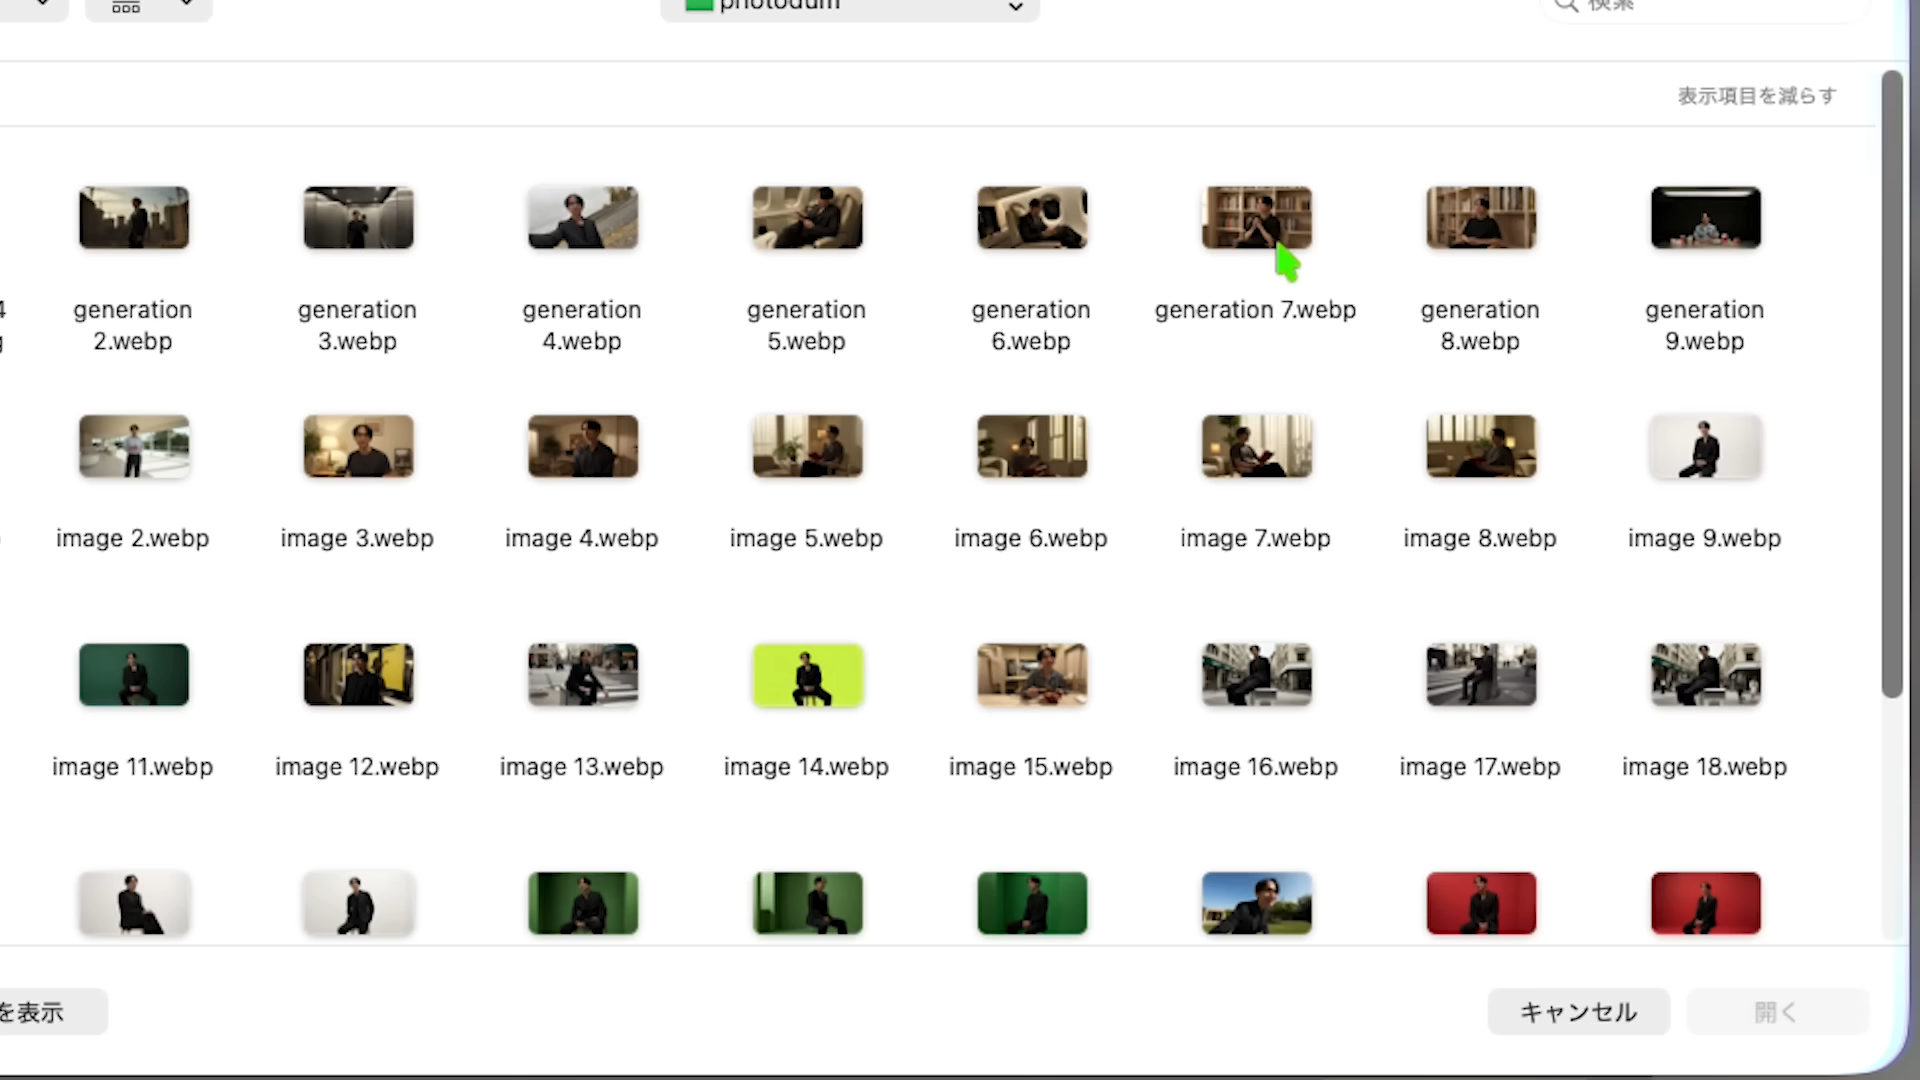 photodum
検索
表示項目を減らす
generation 2.webp
generation 3.webp
generation 4.webp
generation 5.webp
generation 6.webp
generation 7.webp
generation 8.webp
generation 9.webp
image 2.webp
image 3.webp
image 4.webp
image 5.webp
image 6.webp
image 7.webp
image 8.webp
image 9.webp
image 11.webp
image 12.webp
image 13.webp
image 14.webp
image 15.webp
image 16.webp
image 17.webp
image 18.webp
を表示
キャンセル
開く